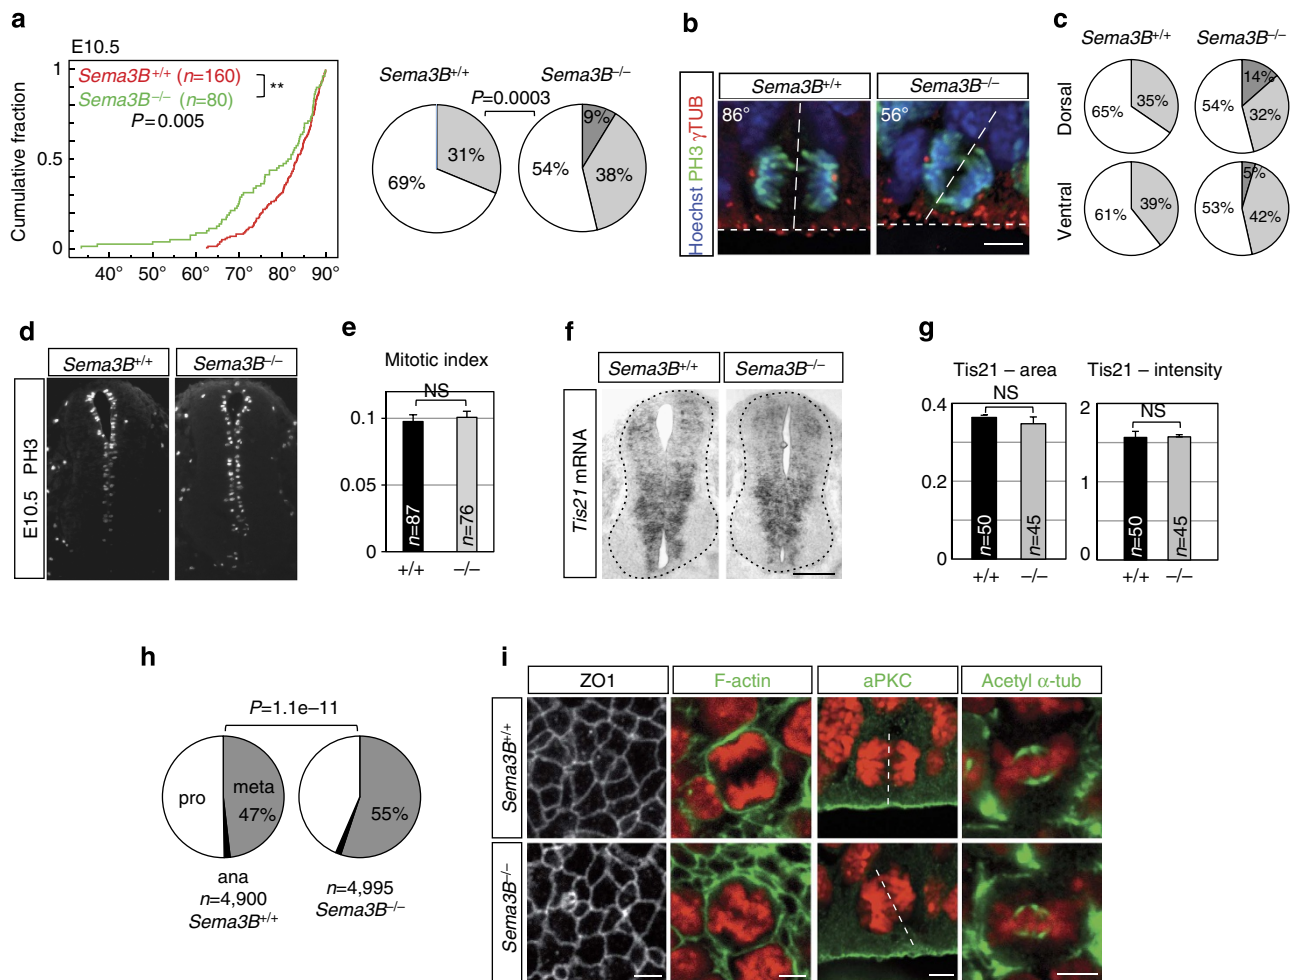 a
E10.5
Cumulative fraction
1
0.5
0
Sema3B+/+ (n=160)
Sema3B–/– (n=80)
**
P=0.005
40° 50° 60° 70° 80° 90°
Sema3B+/+
Sema3B–/–
P=0.0003
31%
69%
9%
54%
38%
b
Sema3B+/+
Sema3B–/–
Hoechst PH3 γTUB
86°
56°
c
Sema3B+/+
Sema3B–/–
Dorsal
65%
35%
14%
54%
32%
Ventral
61%
39%
5%
53%
42%
d
Sema3B+/+
Sema3B–/–
E10.5 PH3
e
Mitotic index
NS
0.1
0.05
0
n=87
n=76
+/+ –/–
f
Sema3B+/+
Sema3B–/–
Tis21 mRNA
g
Tis21 – area
NS
0.4
0.2
0
n=50
n=45
+/+ –/–
Tis21 – intensity
NS
2
1
0
n=50
n=45
+/+ –/–
h
P=1.1e–11
pro
meta
47%
55%
ana
n=4,900
Sema3B+/+
n=4,995
Sema3B–/–
i
ZO1
F-actin
aPKC
Acetyl α-tub
Sema3B+/+
Sema3B–/–